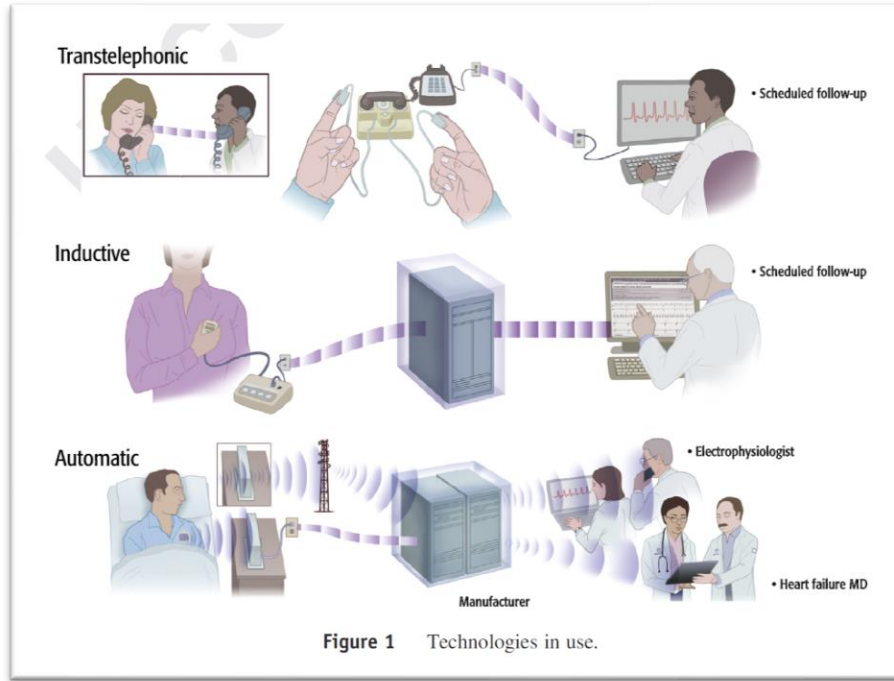 Transtelephonic
• Scheduled follow-up
Inductive
• Scheduled follow-up
Automatic
• Electrophysiologist
• Heart failure MD
Manufacturer
Figure 1 Technologies in use.